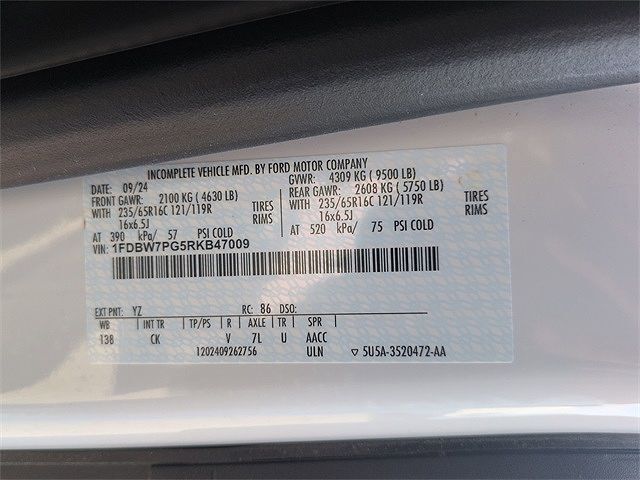 INCOMPLETE VEHICLE MFD. BY FORD MOTOR COMPANY
DATE: 09/24 GVWR: 4309 KG ( 9500 LB)
FRONT GAWR: 2100 KG ( 4630 LB) REAR GAWR: 2608 KG ( 5750 LB)
WITH 235/65R16C 121/119R TIRES WITH 235/65R16C 121/119R TIRES
16x6.5J RIMS 16x6.5J RIMS
AT 390 kPa/ 57 PSI COLD AT 520 kPa/ 75 PSI COLD
VIN: 1FDBW7PG5RKB47009
EXT PNT: YZ RC: 86 DSO:
WB INT TR TP/PS R AXLE TR SPR
138 CK V 7L U AACC
1202409262756 ULN ▽ 5U5A-3520472-AA